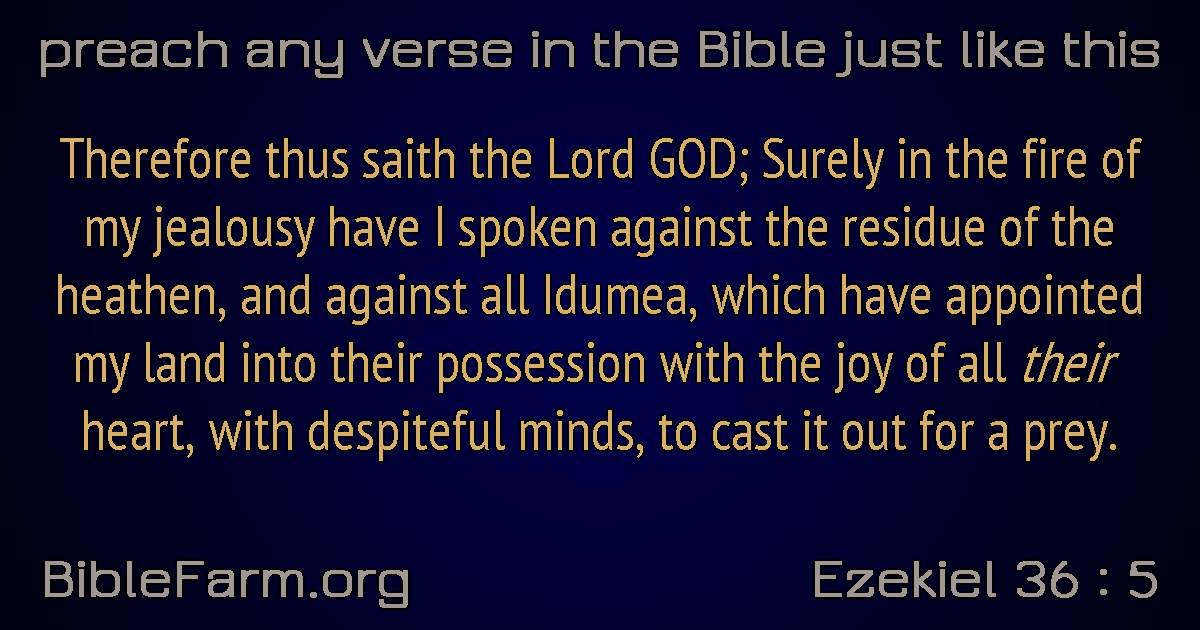 preach any verse in the Bible just like this
Therefore thus saith the Lord GOD; Surely in the fire of
my jealousy have I spoken against the residue of the
heathen, and against all Idumea, which have appointed
my land into their possession with the joy of all their
heart, with despiteful minds, to cast it out for a prey.
BibleFarm.org
Ezekiel 36 : 5